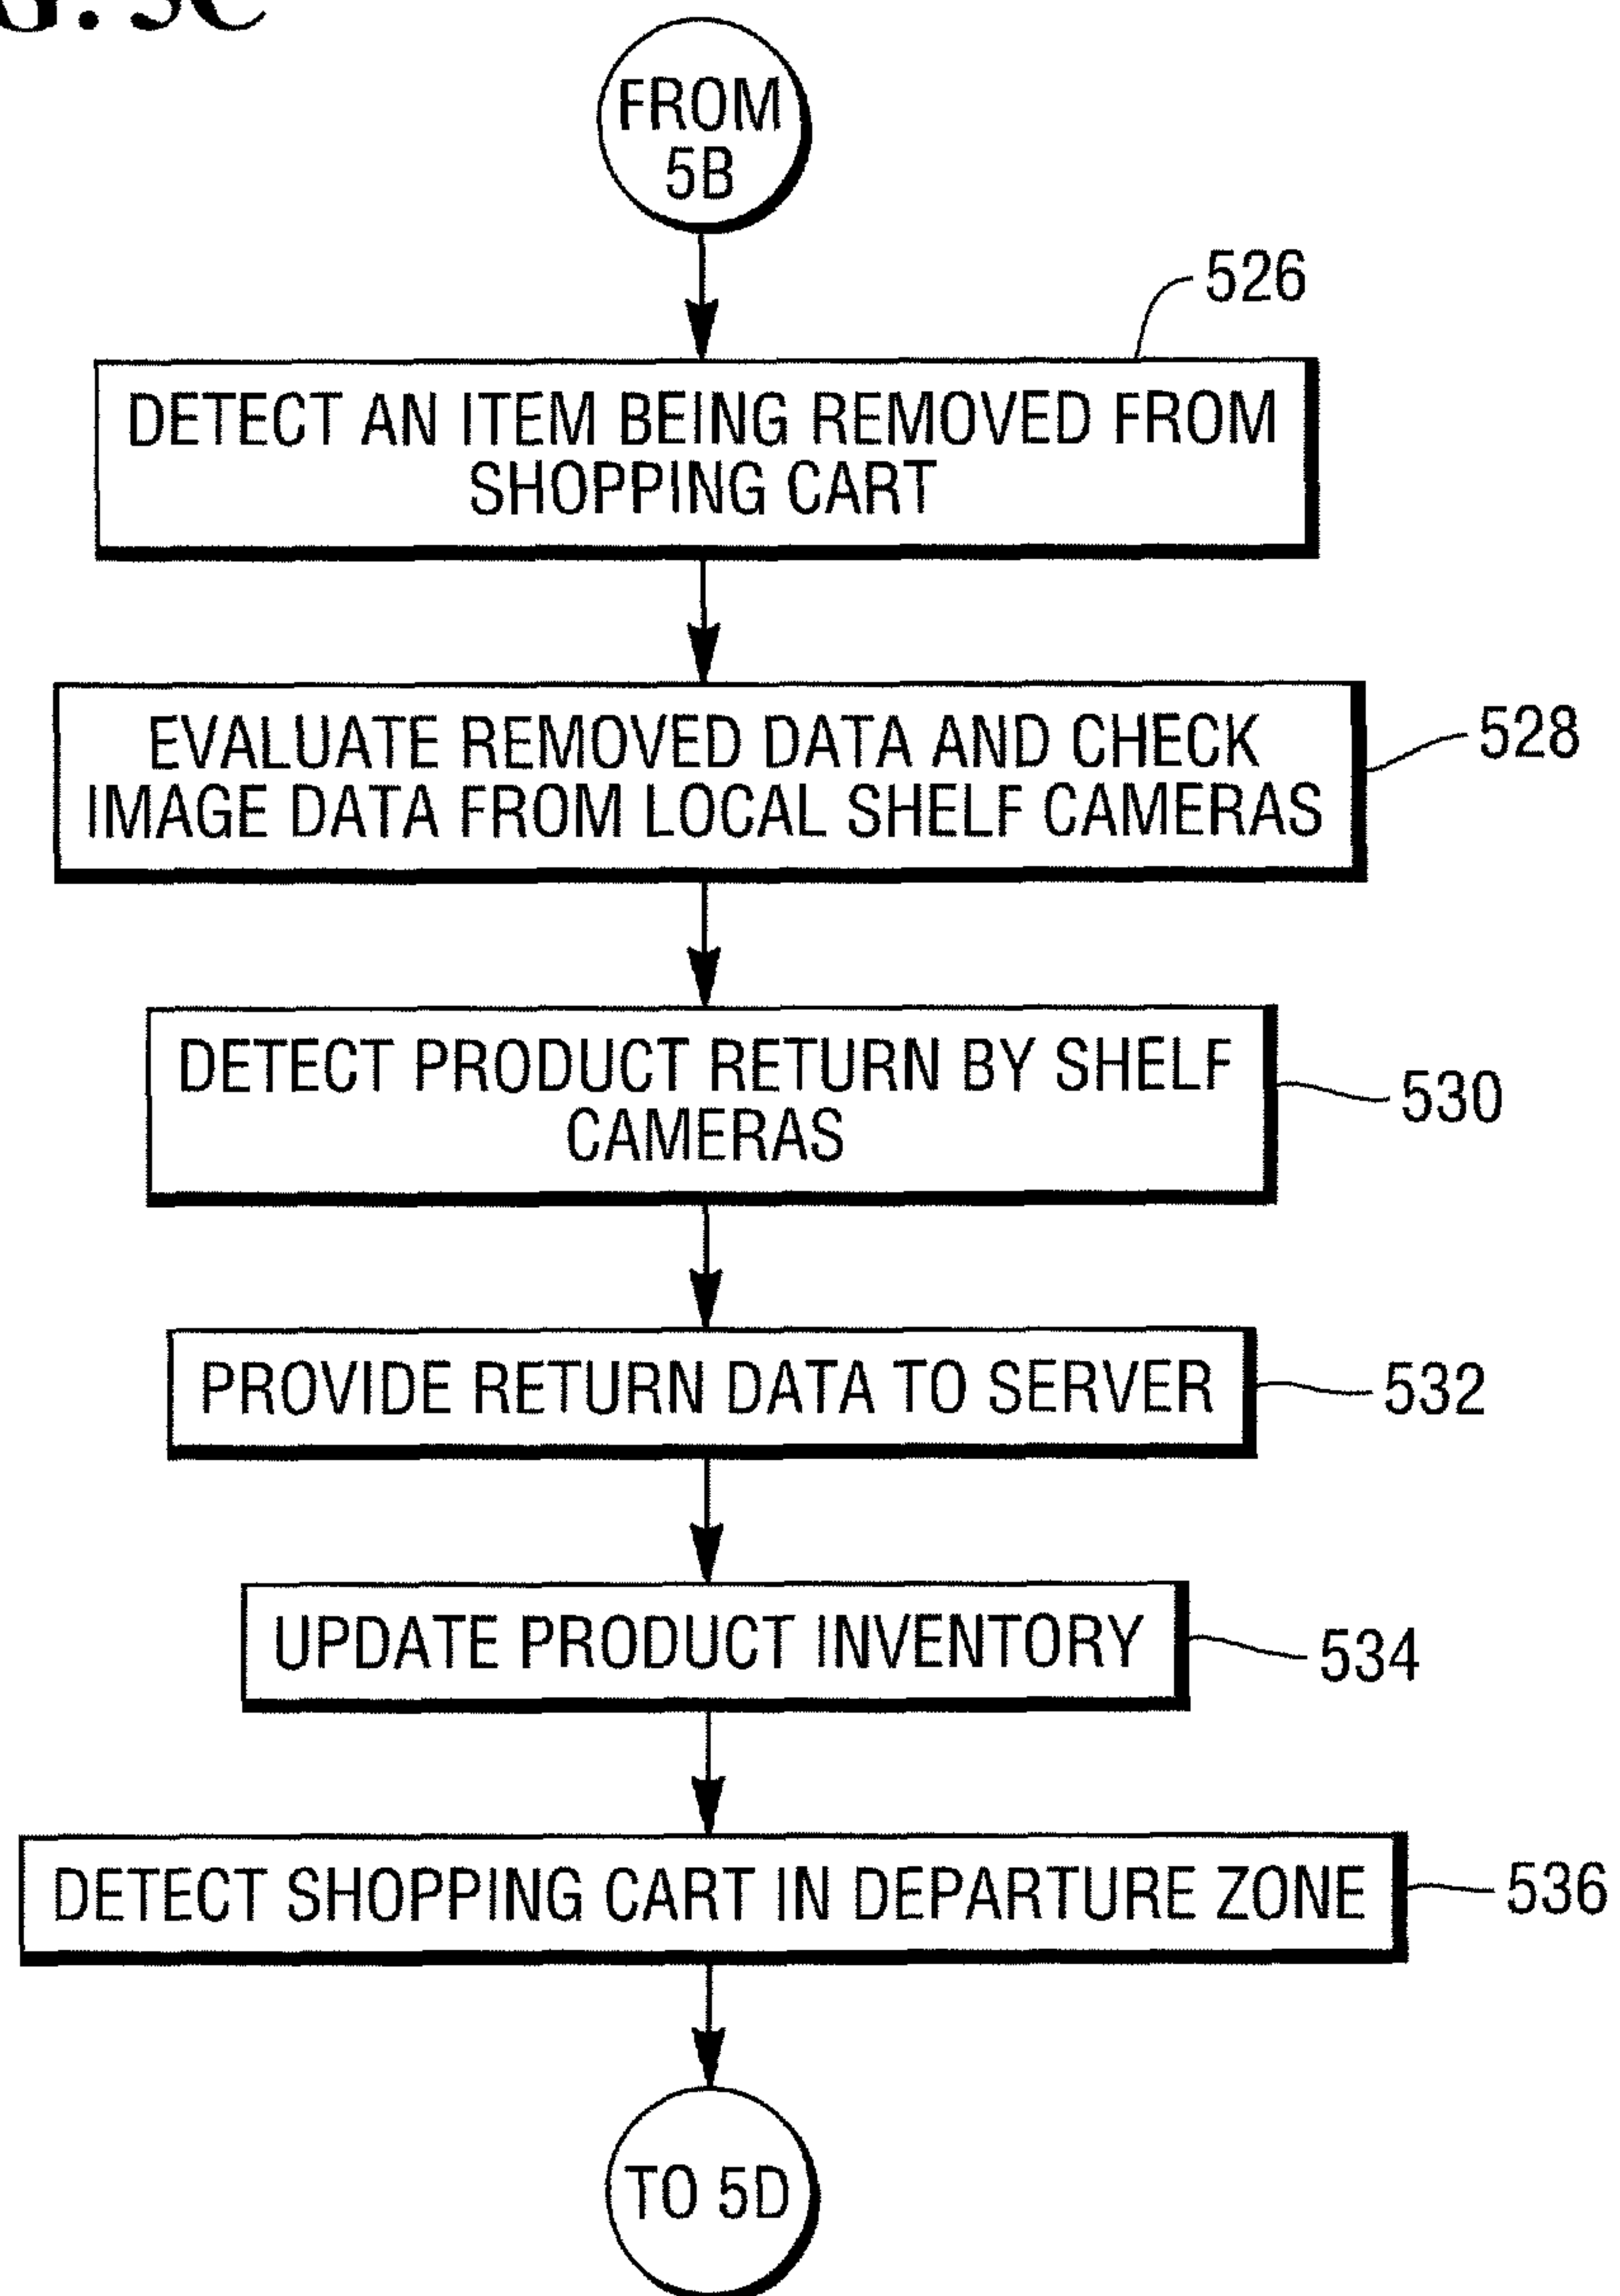 G. 5C
FROM
5B
526
DETECT AN ITEM BEING REMOVED FROM
SHOPPING CART
EVALUATE REMOVED DATA AND CHECK
IMAGE DATA FROM LOCAL SHELF CAMERAS
528
DETECT PRODUCT RETURN BY SHELF
CAMERAS
530
PROVIDE RETURN DATA TO SERVER
532
UPDATE PRODUCT INVENTORY
534
DETECT SHOPPING CART IN DEPARTURE ZONE
536
TO 5D